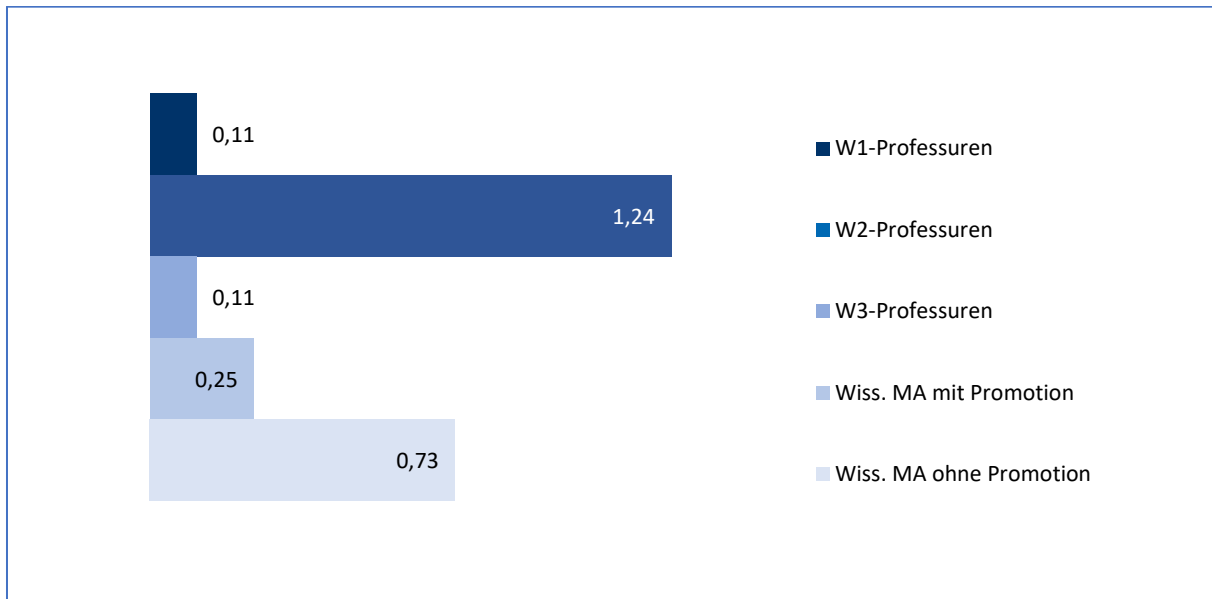 0,11
1,24
0,11
0,25
0,73
W1-Professuren
W2-Professuren
W3-Professuren
Wiss. MA mit Promotion
Wiss. MA ohne Promotion